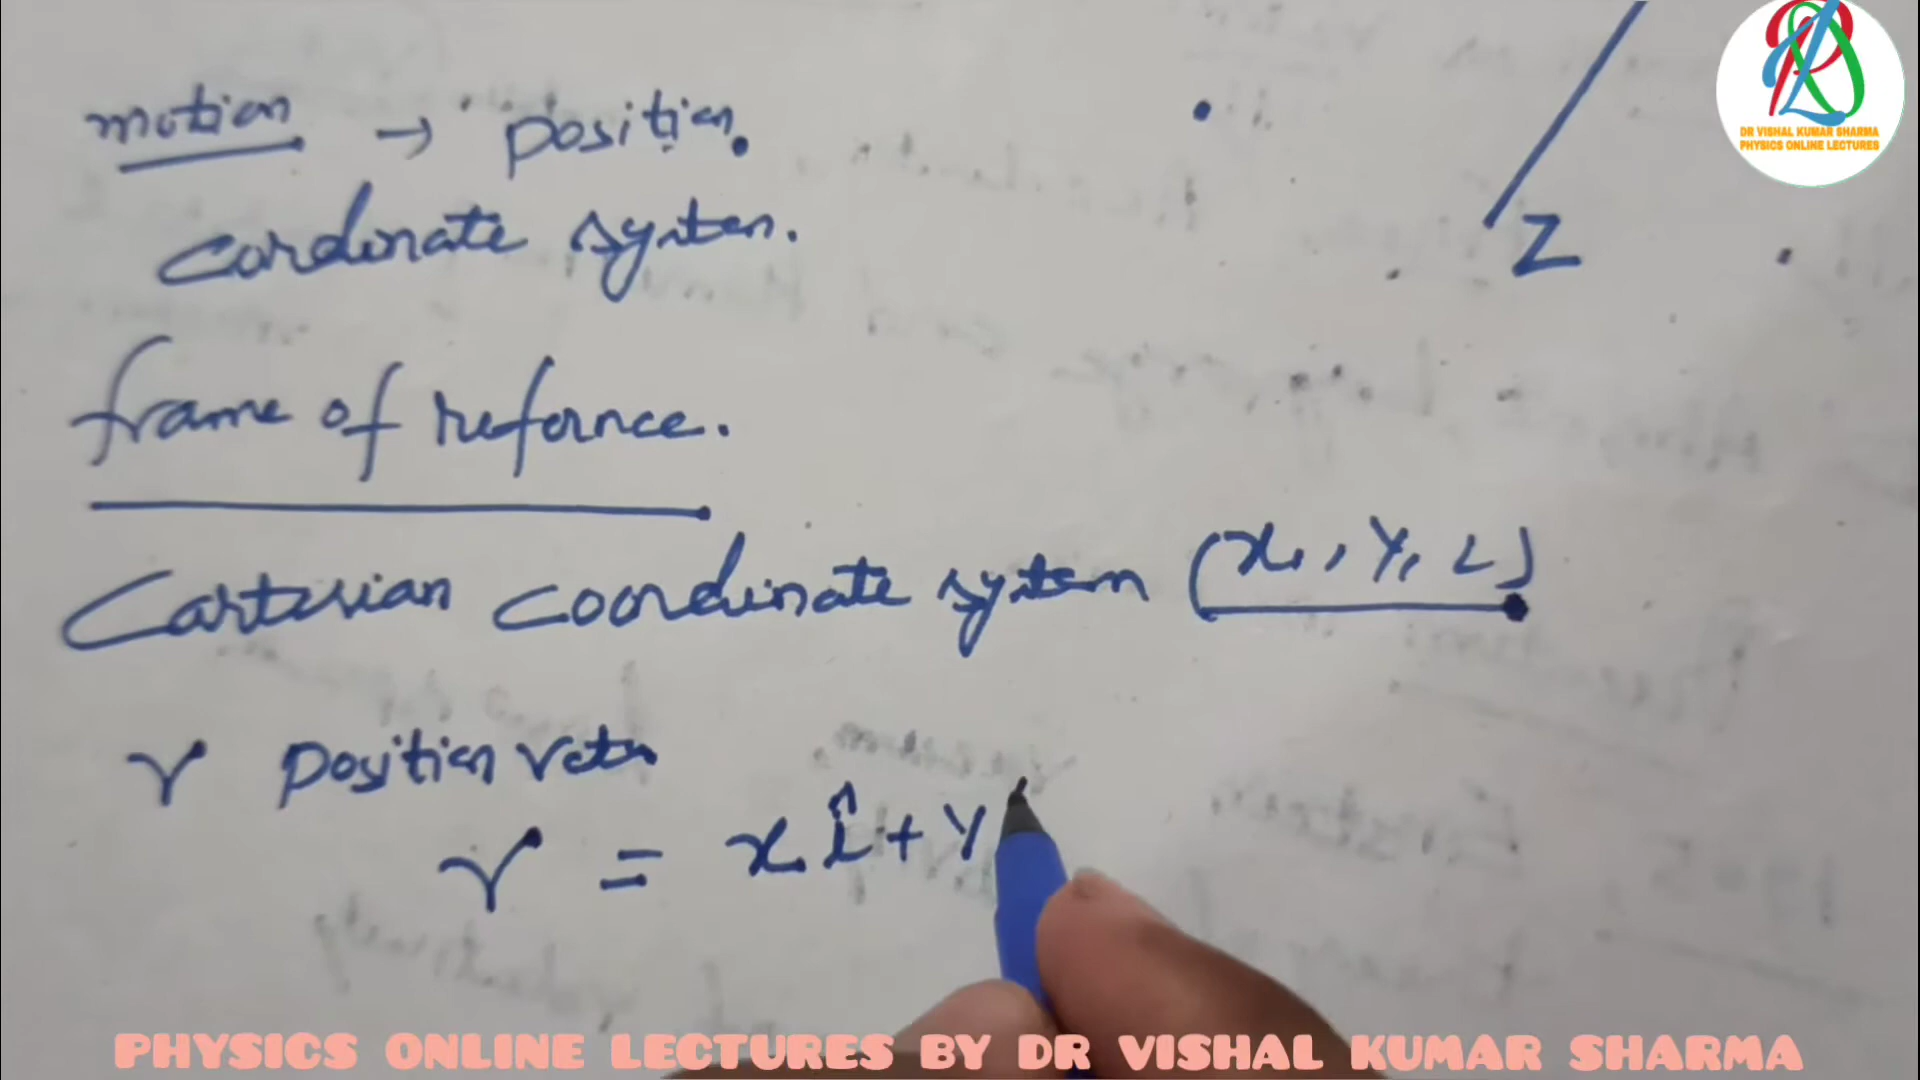 motion → position.
cordinate system.
Z
frame of refernce.
Cartesian coordinate system (x, y, z)
r position vector
r = x î + y
DR VISHAL KUMAR SHARMA
PHYSICS ONLINE LECTURES
PHYSICS ONLINE LECTURES BY DR VISHAL KUMAR SHARMA